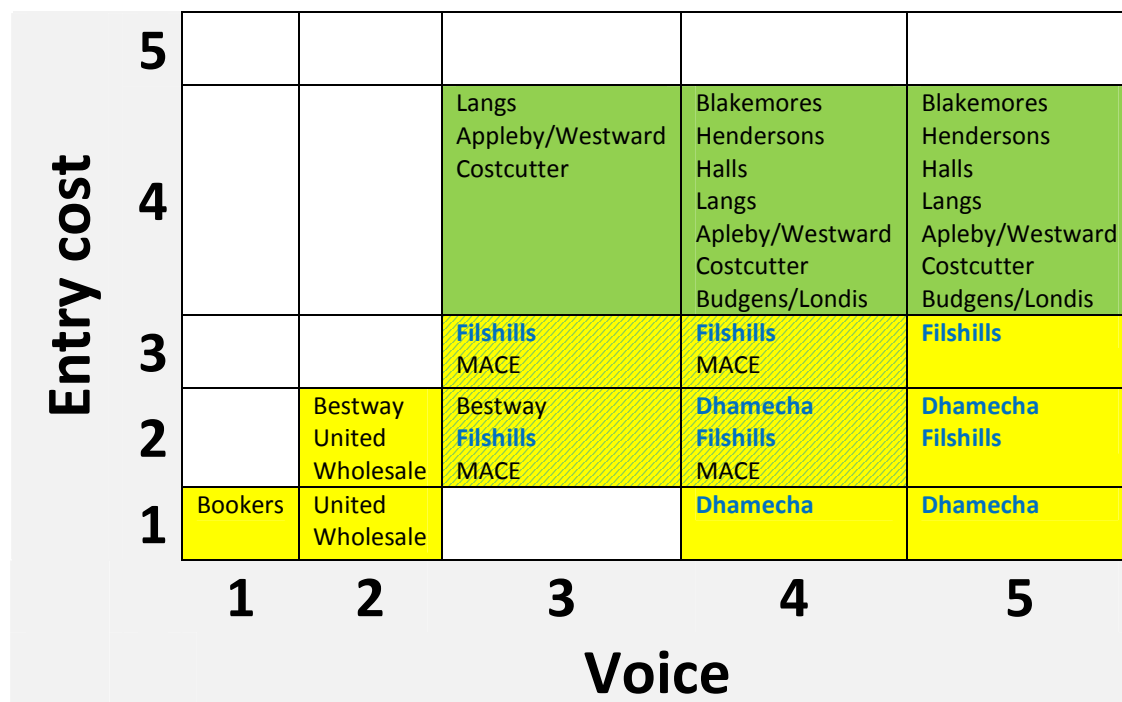 Entry cost
5
4
Langs
Appleby/Westward
Costcutter
Blakemores
Hendersons
Halls
Langs
Apleby/Westward
Costcutter
Budgens/Londis
Blakemores
Hendersons
Halls
Langs
Apleby/Westward
Costcutter
Budgens/Londis
3
Filshills
MACE
Filshills
MACE
Filshills
2
Bestway
United
Wholesale
Bestway
Filshills
MACE
Dhamecha
Filshills
MACE
Dhamecha
Filshills
1
Bookers
United
Wholesale
Dhamecha
Dhamecha
1 2 3 4 5
Voice